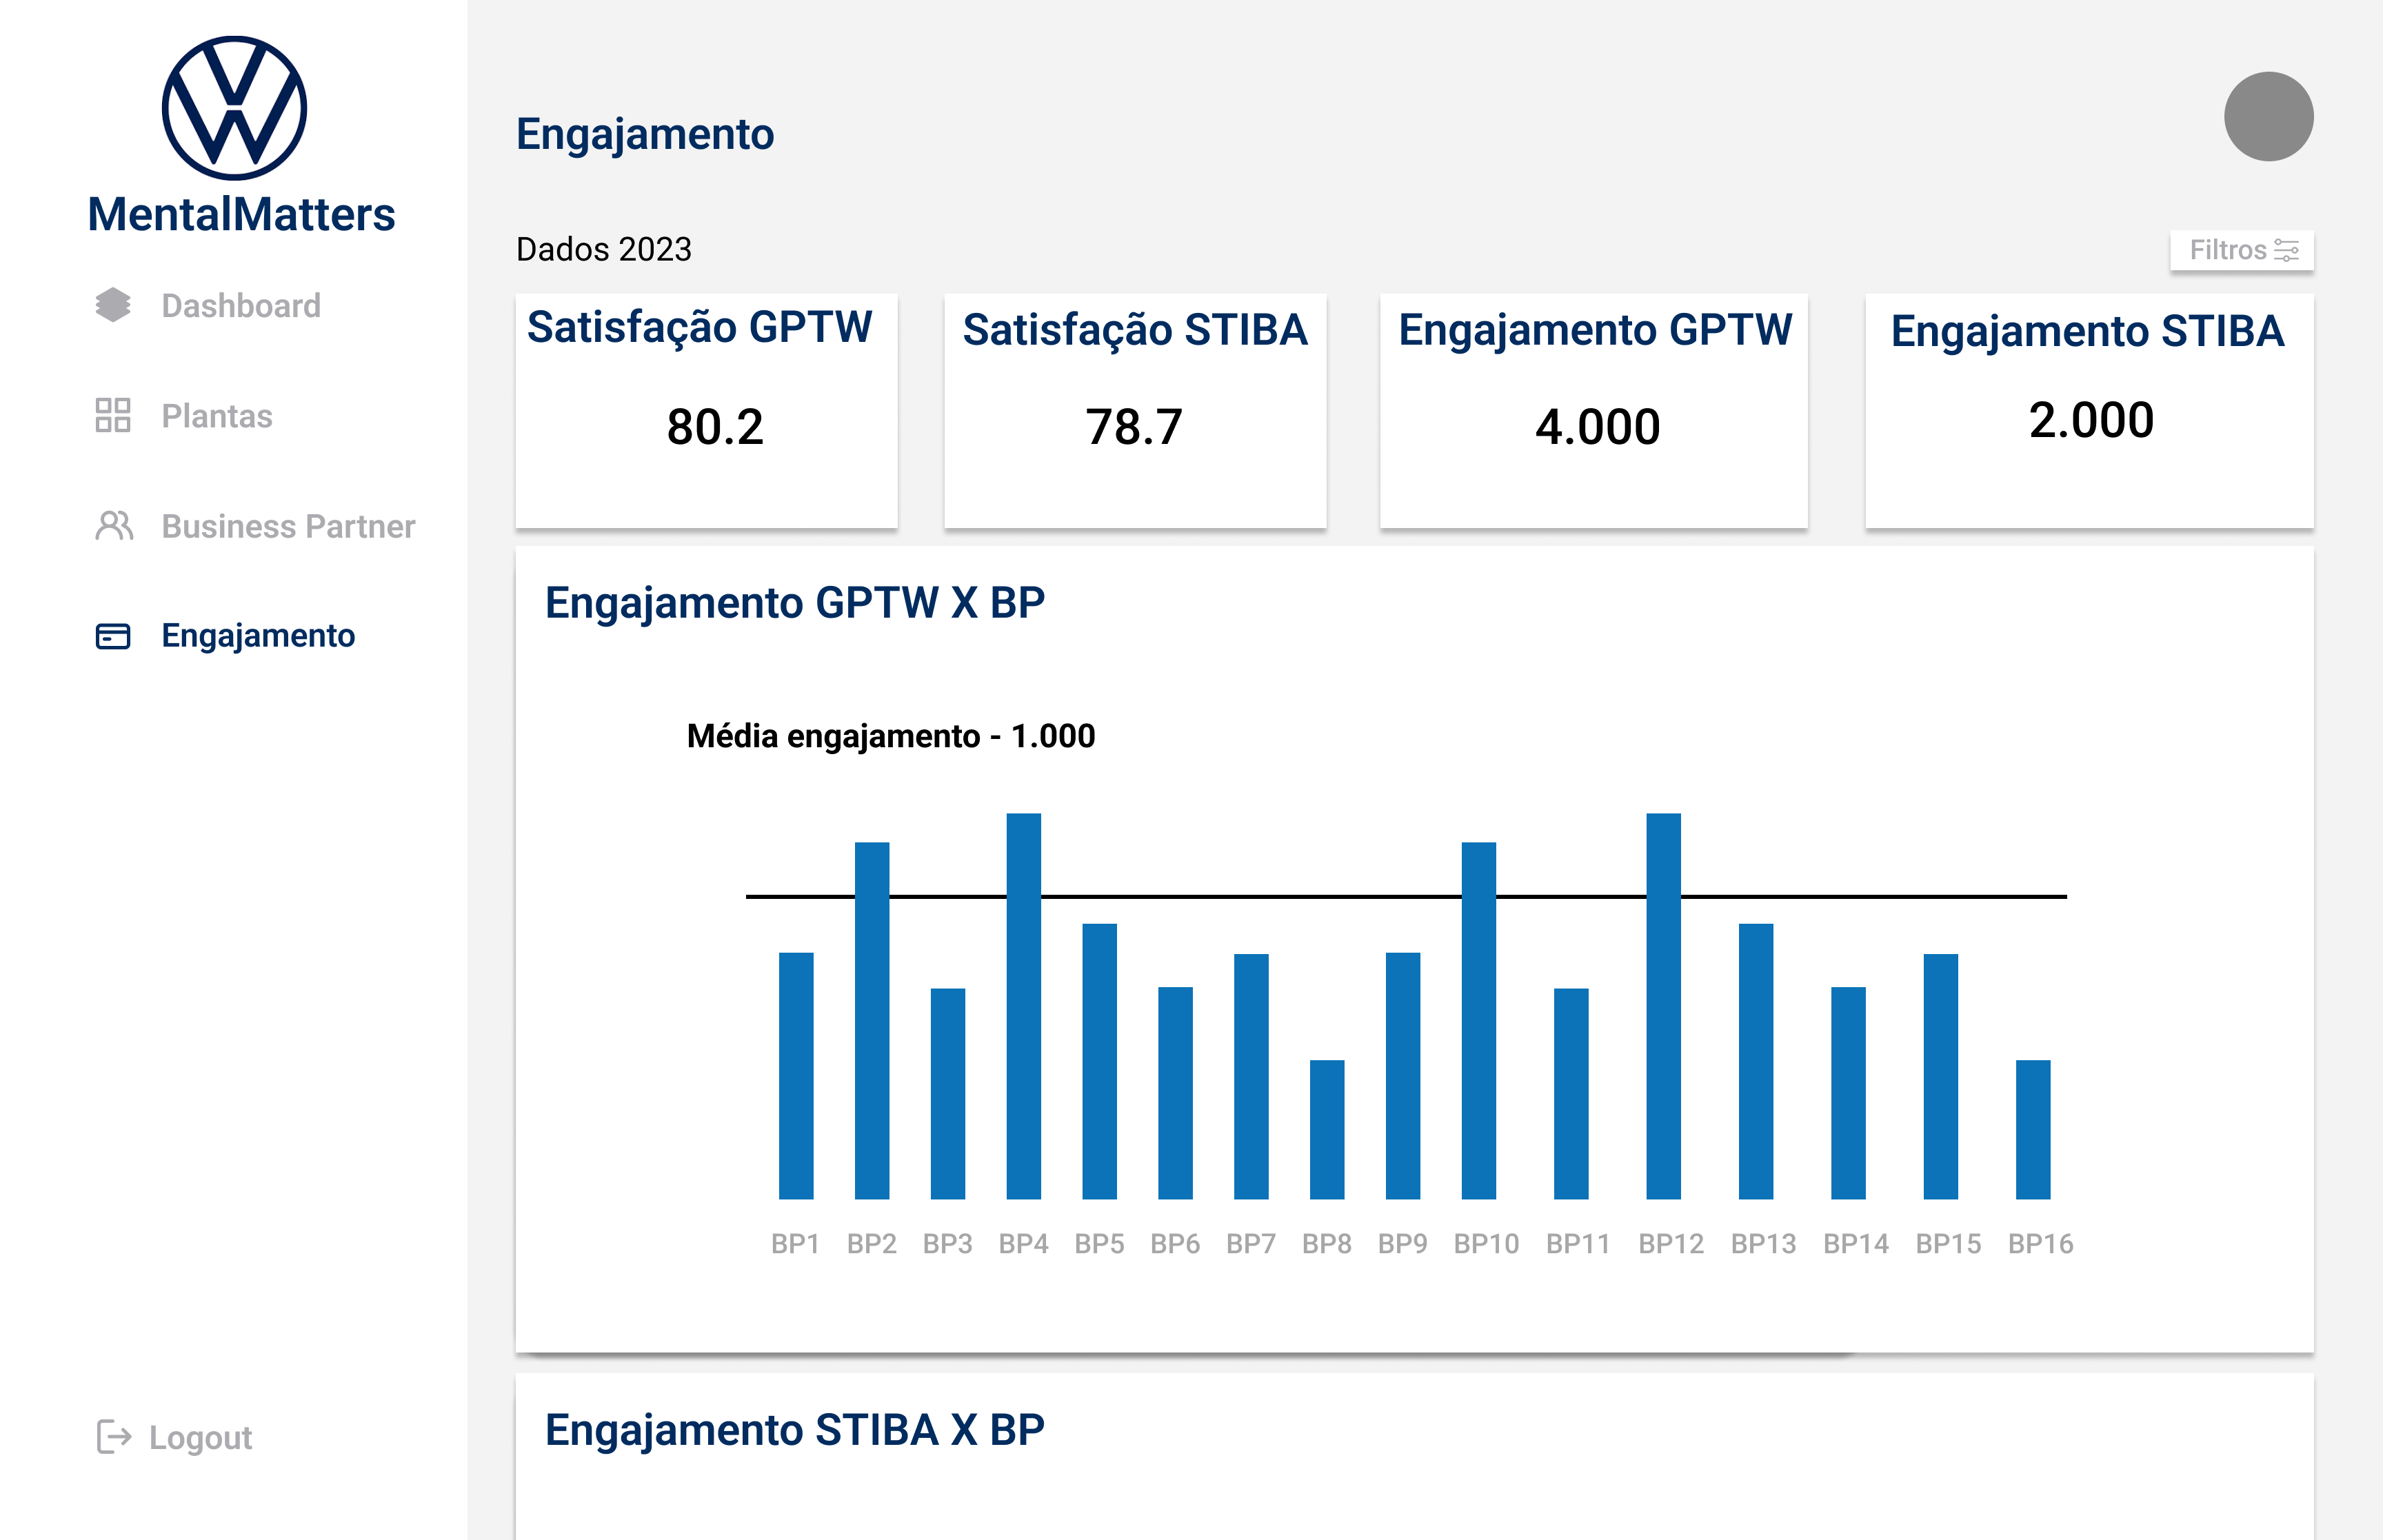 MentalMatters
Dashboard
Plantas
Business Partner
Engajamento
Logout
Engajamento
Dados 2023
Filtros
Satisfação GPTW
80.2
Satisfação STIBA
78.7
Engajamento GPTW
4.000
Engajamento STIBA
2.000
Engajamento GPTW X BP
Média engajamento - 1.000
BP1 BP2 BP3 BP4 BP5 BP6 BP7 BP8 BP9 BP10 BP11 BP12 BP13 BP14 BP15 BP16
Engajamento STIBA X BP